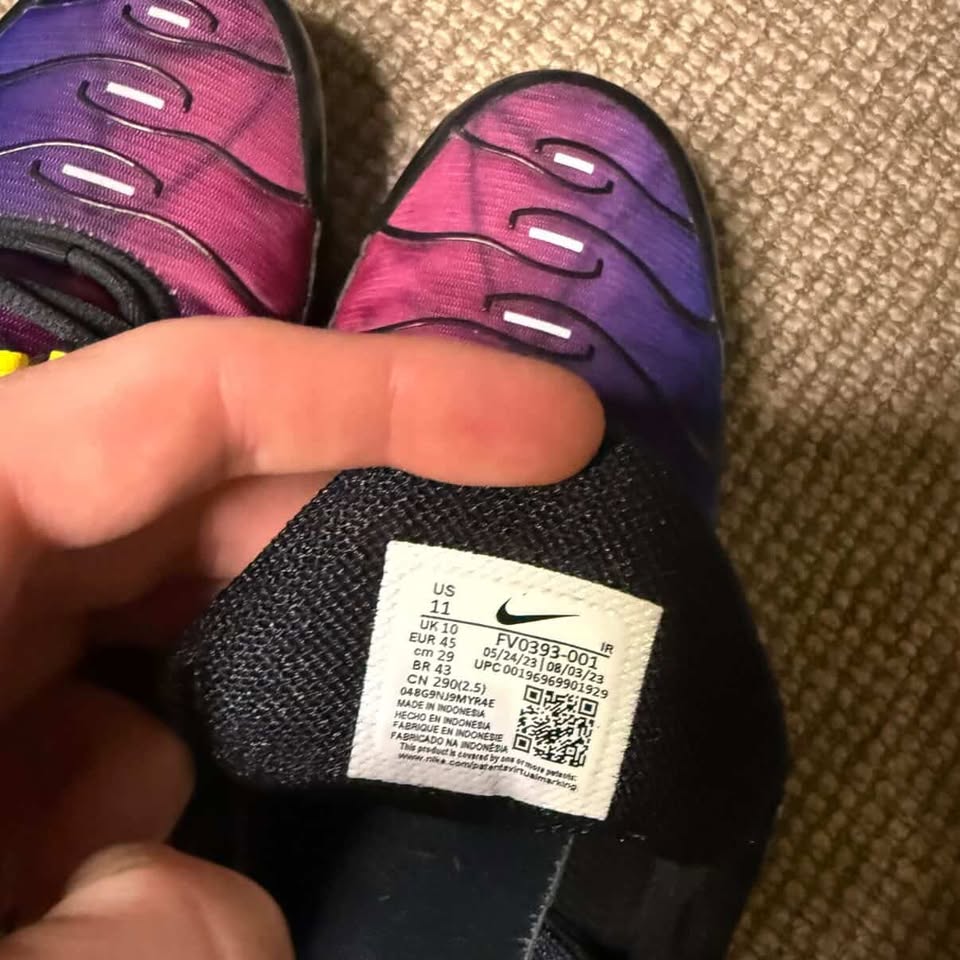 US
11
UK 10
EUR 45
cm 29
BR 43
CN 290(2.5)
FV0393-001 IR
05/24/23 | 08/03/23
UPC 00196969901929
048G9NJ9MYR4E
MADE IN INDONESIA
HECHO EN INDONESIA
FABRIQUE EN INDONESIE
FABRICADO NA INDONÉSIA
This product is covered by one or more patents:
www.nike.com/patentsvirtualmarking